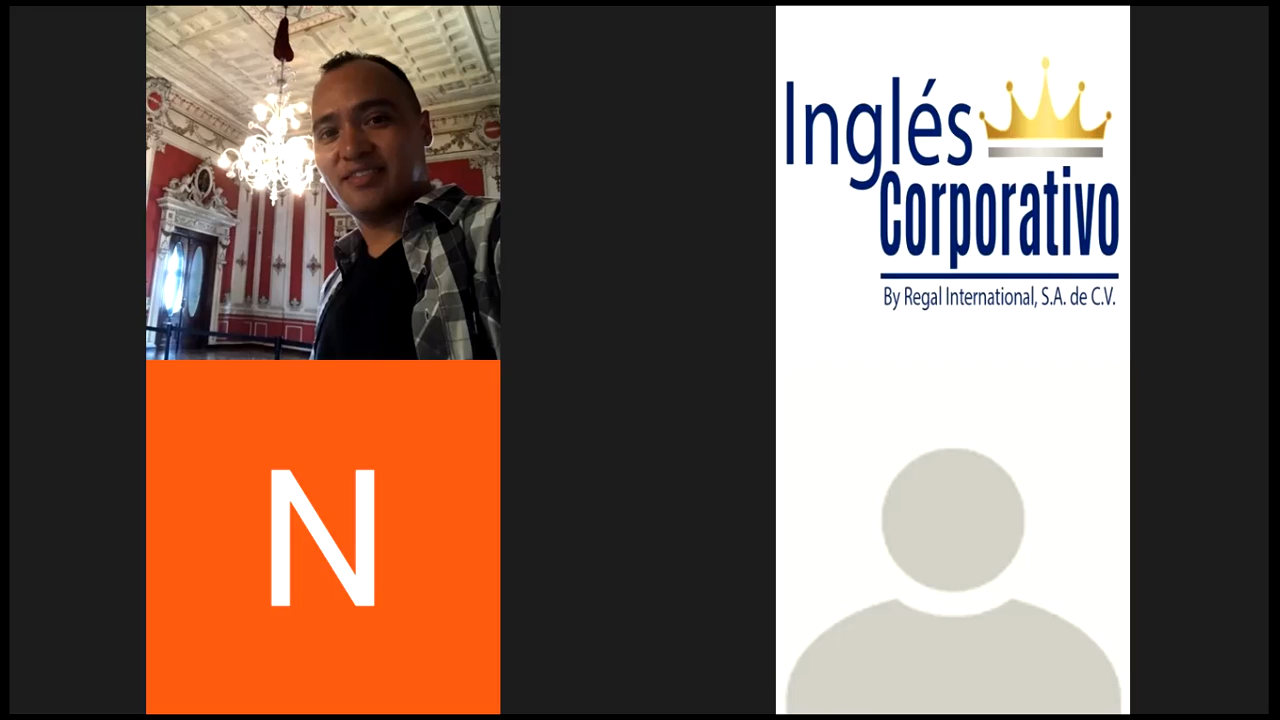 Inglés
Corporativo
By Regal International, S.A. de C.V.
N